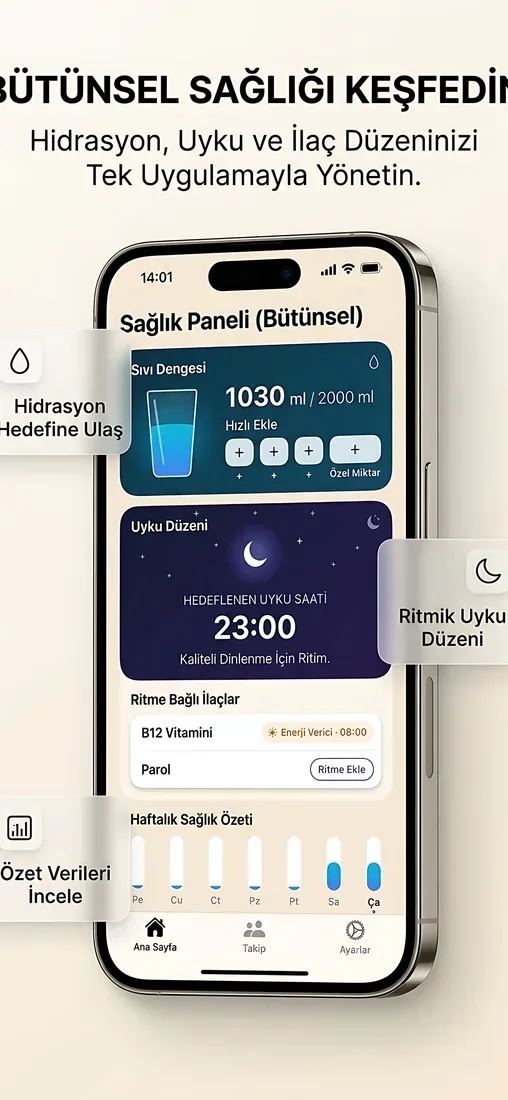 BÜTÜNSEL SAĞLIĞI KEŞFEDİN
Hidrasyon, Uyku ve İlaç Düzeninizi
Tek Uygulamayla Yönetin.
14:01
Sağlık Paneli (Bütünsel)
Sıvı Dengesi
1030 ml / 2000 ml
Hızlı Ekle
+ + + +
+ + + Özel Miktar
Hidrasyon
Hedefine Ulaş
Uyku Düzeni
HEDEFLENEN UYKU SAATİ
23:00
Kaliteli Dinlenme İçin Ritim.
Ritmik Uyku
Düzeni
Ritme Bağlı İlaçlar
B12 Vitamini
Enerji Verici · 08:00
Parol
Ritme Ekle
Haftalık Sağlık Özeti
Pe Cu Ct Pz Pt Sa Ça
Özet Verileri
İncele
Ana Sayfa Takip Ayarlar